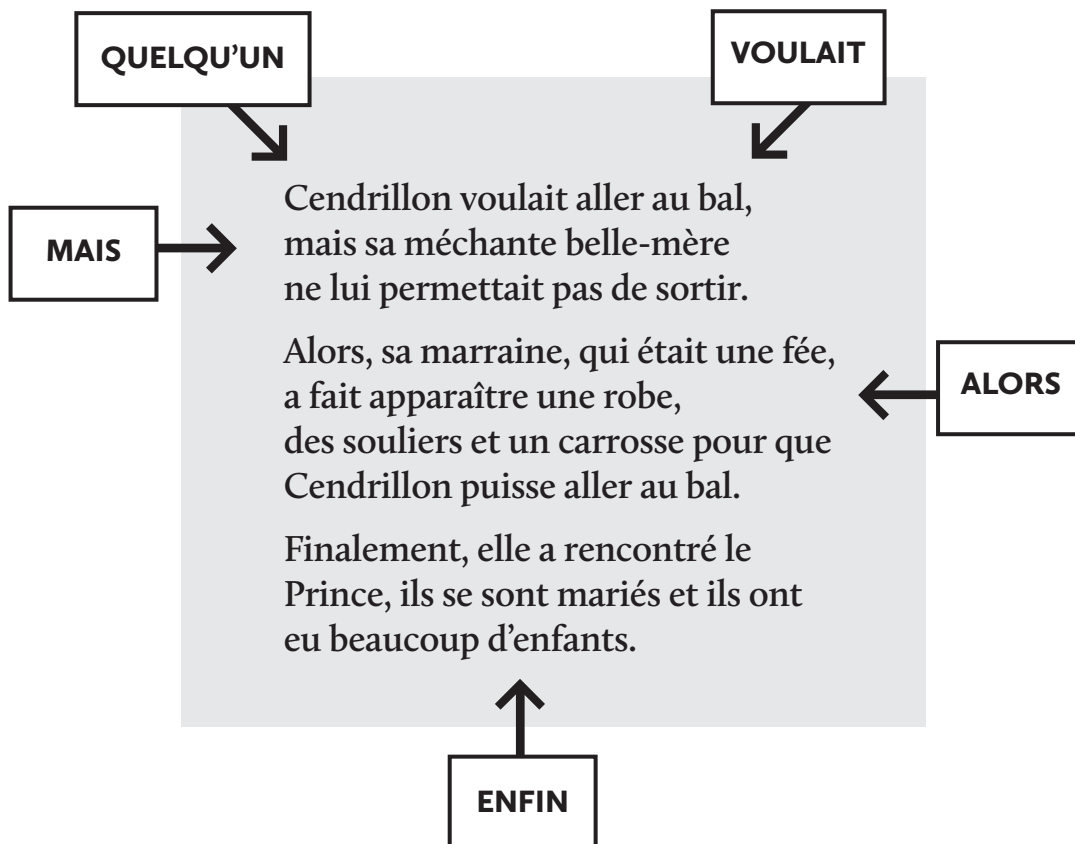 QUELQU’UN
VOULAIT
Cendrillon voulait aller au bal,
MAIS
mais sa méchante belle-mère
ne lui permettait pas de sortir.
Alors, sa marraine, qui était une fée,
a fait apparaître une robe,
ALORS
des souliers et un carrosse pour que
Cendrillon puisse aller au bal.
Finalement, elle a rencontré le
Prince, ils se sont mariés et ils ont
eu beaucoup d’enfants.
ENFIN